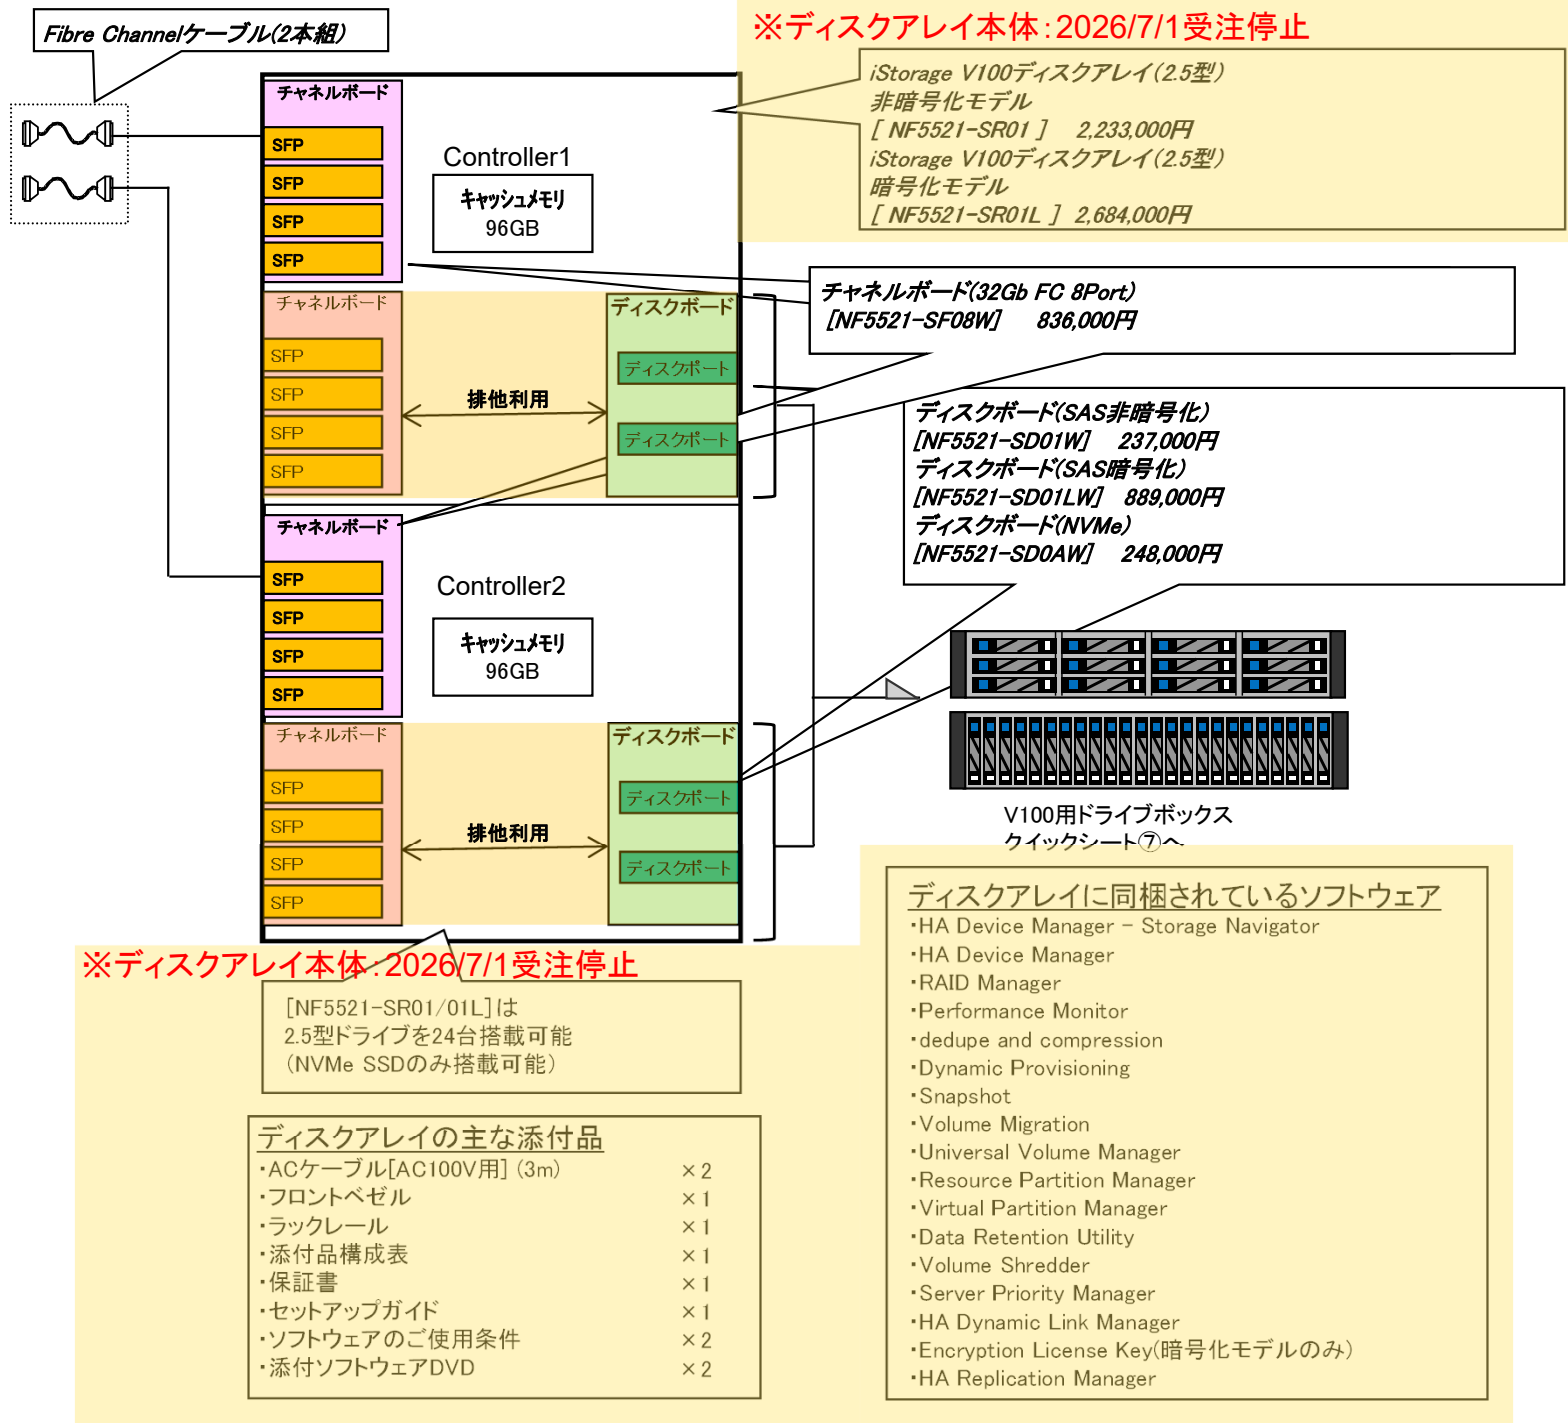 Fibre Channelケーブル(2本組)
※ディスクアレイ本体：2026/7/1受注停止
iStorage V100ディスクアレイ(2.5型)
非暗号化モデル
[ NF5521-SR01 ]　2,233,000円
iStorage V100ディスクアレイ(2.5型)
暗号化モデル
[ NF5521-SR01L ]　2,684,000円
チャネルボード
SFP
SFP
SFP
SFP
Controller1
キャッシュメモリ
96GB
チャネルボード(32Gb FC 8Port)
[NF5521-SF08W]　836,000円
チャネルボード
SFP
SFP
SFP
SFP
排他利用
ディスクボード
ディスクポート
ディスクポート
ディスクボード(SAS非暗号化)
[NF5521-SD01W]　237,000円
ディスクボード(SAS暗号化)
[NF5521-SD01LW]　889,000円
ディスクボード(NVMe)
[NF5521-SD0AW]　248,000円
チャネルボード
SFP
SFP
SFP
SFP
Controller2
キャッシュメモリ
96GB
チャネルボード
SFP
SFP
SFP
SFP
排他利用
ディスクボード
ディスクポート
ディスクポート
V100用ドライブボックス
クイックシート⑦へ
※ディスクアレイ本体：2026/7/1受注停止
[NF5521-SR01/01L]は
2.5型ドライブを24台搭載可能
(NVMe SSDのみ搭載可能)
ディスクアレイの主な添付品
・ACケーブル[AC100V用] (3m)　×2
・フロントベゼル　×1
・ラックレール　×1
・添付品構成表　×1
・保証書　×1
・セットアップガイド　×1
・ソフトウェアのご使用条件　×2
・添付ソフトウェアDVD　×2
ディスクアレイに同梱されているソフトウェア
・HA Device Manager - Storage Navigator
・HA Device Manager
・RAID Manager
・Performance Monitor
・dedupe and compression
・Dynamic Provisioning
・Snapshot
・Volume Migration
・Universal Volume Manager
・Resource Partition Manager
・Virtual Partition Manager
・Data Retention Utility
・Volume Shredder
・Server Priority Manager
・HA Dynamic Link Manager
・Encryption License Key(暗号化モデルのみ)
・HA Replication Manager